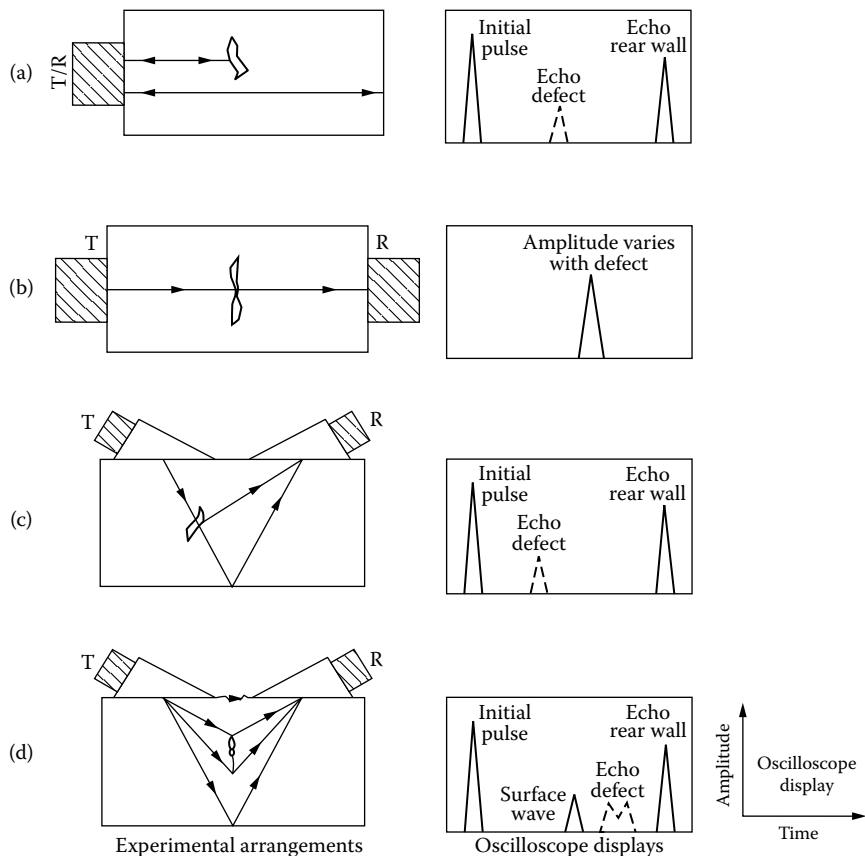 (a)
T/R
Initial
pulse
Echo
defect
Echo
rear wall
(b)
T
R
Amplitude varies
with defect
(c)
T
R
Initial
pulse
Echo
defect
Echo
rear wall
(d)
T
R
Initial
pulse
Surface
wave
Echo
defect
Echo
rear wall
Amplitude
Oscilloscope
display
Time
Experimental arrangements
Oscilloscope displays